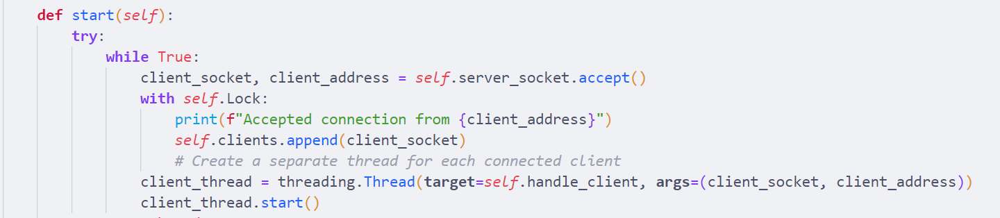 def start(self):
try:
while True:
client_socket, client_address = self.server_socket.accept()
with self.Lock:
print(f"Accepted connection from {client_address}")
self.clients.append(client_socket)
# Create a separate thread for each connected client
client_thread = threading.Thread(target=self.handle_client, args=(client_socket, client_address))
client_thread.start()